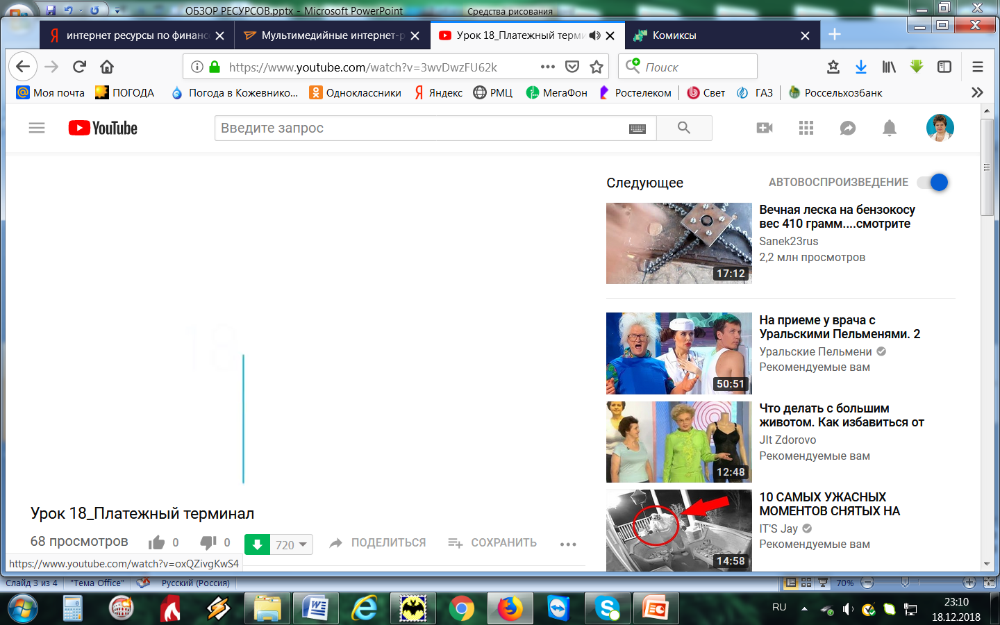 ОБЗОР РЕСУРСОВ.pptx - Microsoft PowerPoint
Средства рисования
интернет ресурсы по финанс
Мультимедийные интернет-р
Урок 18_Платежный терми
Комиксы
https://www.youtube.com/watch?v=3wvDwzFU62k
Поиск
Моя почта
ПОГОДА
Погода в Кожевнико...
Одноклассники
Яндекс
РМЦ
МегаФон
Ростелеком
Свет
ГАЗ
Россельхозбанк
YouTube
Введите запрос
Следующее
АВТОВОСПРОИЗВЕДЕНИЕ
Вечная леска на бензокосу
вес 410 грамм....смотрите
Sanek23rus
2,2 млн просмотров
17:12
На приеме у врача с
Уральскими Пельменями. 2
Уральские Пельмени
Рекомендуемые вам
50:51
Что делать с большим
животом. Как избавиться от
Jlt Zdorovo
Рекомендуемые вам
12:48
10 САМЫХ УЖАСНЫХ
МОМЕНТОВ СНЯТЫХ НА
IT'S Jay
Рекомендуемые вам
14:58
Урок 18_Платежный терминал
68 просмотров
0
0
720
ПОДЕЛИТЬСЯ
СОХРАНИТЬ
https://www.youtube.com/watch?v=oxQZivgKwS4
Слайд 3 из 4
"Тема Office"
Русский (Россия)
70%
RU
23:10
18.12.2018